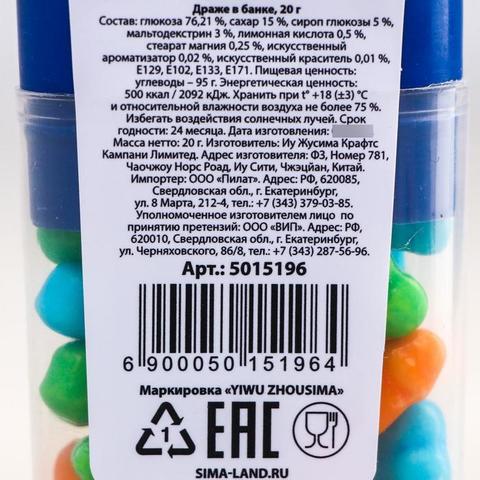 Драже в банке, 20 г
Состав: глюкоза 76,21 %, сахар 15 %, сироп глюкозы 5 %,
мальтодекстрин 3 %, лимонная кислота 0,5 %,
стеарат магния 0,25 %, искусственный
ароматизатор 0,02 %, искусственный краситель 0,01 %,
Е129, Е102, Е133, Е171. Пищевая ценность:
углеводы – 95 г. Энергетическая ценность:
500 ккал / 2092 кДж. Хранить при t° +18 (±3) °С
и относительной влажности воздуха не более 75 %.
Избегать воздействия солнечных лучей. Срок
годности: 24 месяца. Дата изготовления:
Масса нетто: 20 г. Изготовитель: Иу Жусима Крафтс
Кампани Лимитед. Адрес изготовителя: ФЗ, Номер 781,
Чаочжоу Норс Роад, Иу Сити, Чжэцйан, Китай.
Импортер: ООО «Пилат». Адрес: РФ, 620085,
Свердловская обл., г. Екатеринбург,
ул. 8 Марта, 212-4, тел.: +7 (343) 379-03-85.
Уполномоченное изготовителем лицо по
принятию претензий: ООО «ВИП». Адрес: РФ,
620010, Свердловская обл., г. Екатеринбург,
ул. Черняховского, 86/8, тел.: +7 (343) 287-56-96.
Арт.: 5015196
6 900050 151964
Маркировка «YIWU ZHOUSIMA»
1 EAC
SIMA-LAND.RU